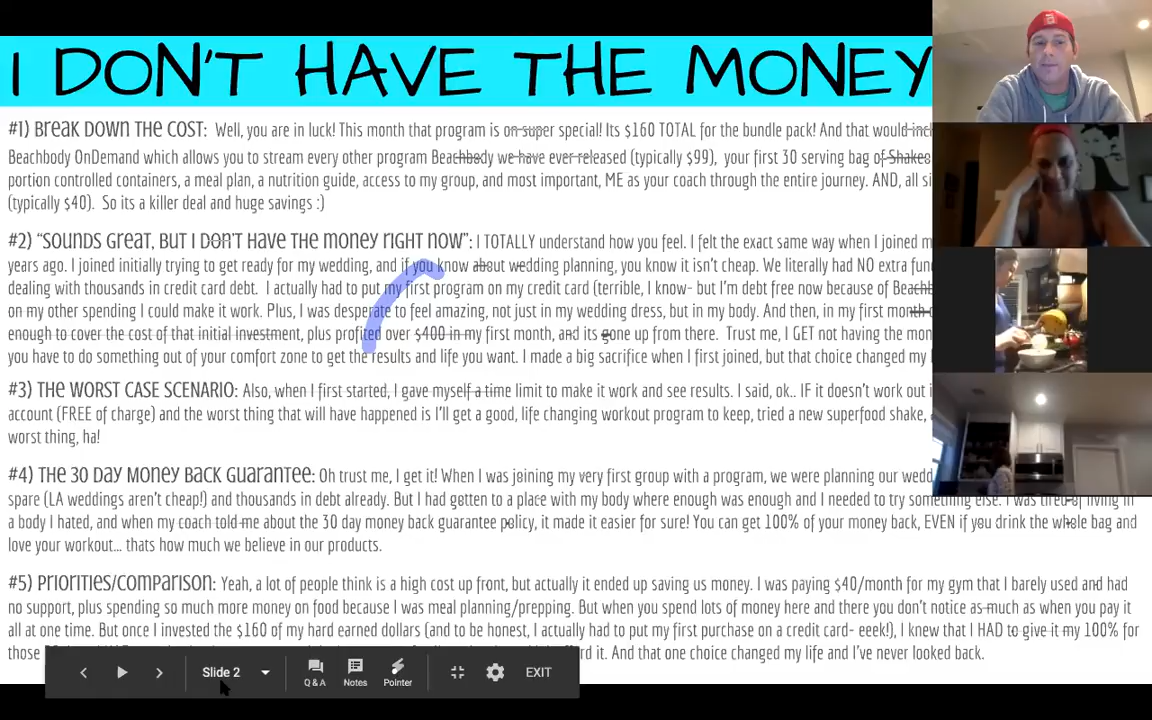 I DON'T HAVE THE MONEY
#1) Break down the cost: Well, you are in luck! This month that program is on super special! Its $160 TOTAL for the bundle pack! And that would
Beachbody OnDemand which allows you to stream every other program Beachbody we have ever released (typically $99), your first 30 serving bag of
portion controlled containers, a meal plan, a nutrition guide, access to my group, and most important, ME as your coach through the entire journey. AND, all
(typically $40). So its a killer deal and huge savings :)
#2) "Sounds great, but I don't have the money right now": I TOTALLY understand how you feel. I felt the exact same way when I joined
years ago. I joined initially trying to get ready for my wedding, and if you know about wedding planning, you know it isn't cheap. We literally had NO extra
dealing with thousands in credit card debt. I actually had to put my first program on my credit card (terrible, I know- but I'm debt free now because of
on my other spending I could make it work. Plus, I was desperate to feel amazing, not just in my wedding dress, but in my body. And then, in my first month
enough to cover the cost of that initial investment, plus profited over $400 in my first month, and its gone up from there. Trust me, I GET not having the
you have to do something out of your comfort zone to get the results and life you want. I made a big sacrifice when I first joined, but that choice changed my
#3) The worst case scenario: Also, when I first started, I gave myself a time limit to make it work and see results. I said, ok.. IF it doesn't work out
account (FREE of charge) and the worst thing that will have happened is I'll get a good, life changing workout program to keep, tried a new superfood shake,
worst thing, ha!
#4) The 30 day money back guarantee: Oh trust me, I get it! When I was joining my very first group with a program, we were planning our
spare (LA weddings aren't cheap!) and thousands in debt already. But I had gotten to a place with my body where enough was enough and I needed to try something else. I was tired of living in
a body I hated, and when my coach told me about the 30 day money back guarantee policy, it made it easier for sure! You can get 100% of your money back, EVEN if you drink the whole bag and
love your workout... thats how much we believe in our products.
#5) Priorities/Comparison: Yeah, a lot of people think is a high cost up front, but actually it ended up saving us money. I was paying $40/month for my gym that I barely used and had
no support, plus spending so much more money on food because I was meal planning/prepping. But when you spend lots of money here and there you don't notice as much as when you pay it
all at one time. But once I invested the $160 of my hard earned dollars (and to be honest, I actually had to put my first purchase on a credit card- eeek!), I knew that I HAD to give it my 100% for
those it. And that one choice changed my life and I've never looked back.
Slide 2
Q & A Notes Pointer
EXIT